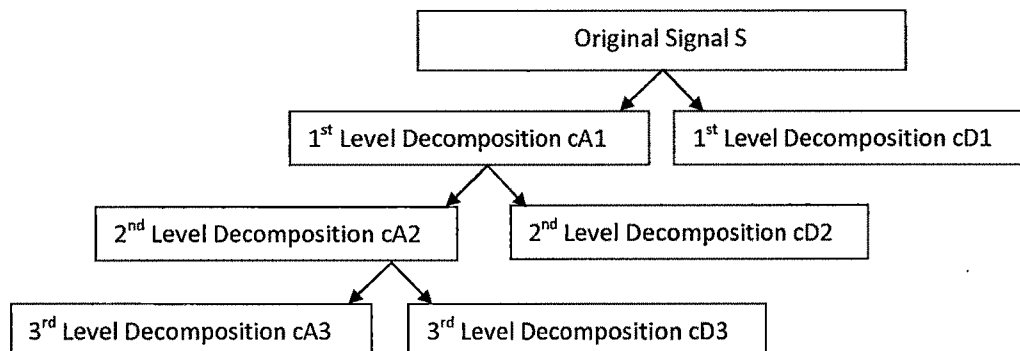 Original Signal S
1st Level Decomposition cA1
1st Level Decomposition cD1
2nd Level Decomposition cA2
2nd Level Decomposition cD2
3rd Level Decomposition cA3
3rd Level Decomposition cD3